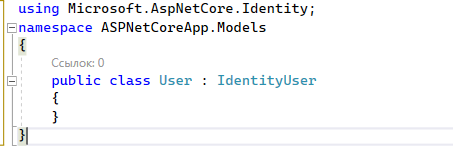 using Microsoft.AspNetCore.Identity;
namespace ASPNetCoreApp.Models
{
Ссылок: 0
public class User : IdentityUser
{
}
}